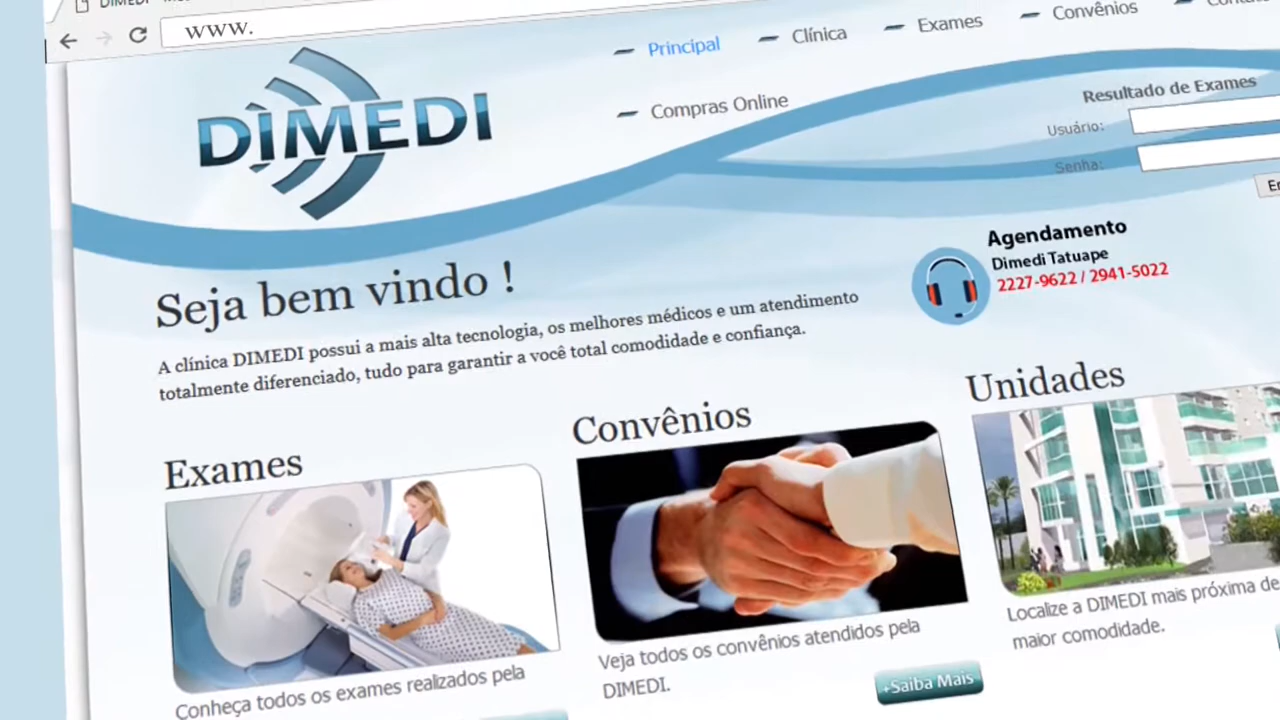 DIMEDI
www.
Principal
Clínica
Exames
Convênios
Compras Online
DIMEDI
Resultado de Exames
Usuário:
Senha:
Agendamento
Dimedi Tatuape
2227-9622 / 2941-5022
Seja bem vindo !
A clínica DIMEDI possui a mais alta tecnologia, os melhores médicos e um atendimento
totalmente diferenciado, tudo para garantir a você total comodidade e confiança.
Exames
Convênios
Unidades
Conheça todos os exames realizados pela
Veja todos os convênios atendidos pela
DIMEDI.
+Saiba Mais
Localize a DIMEDI mais próxima de
maior comodidade.